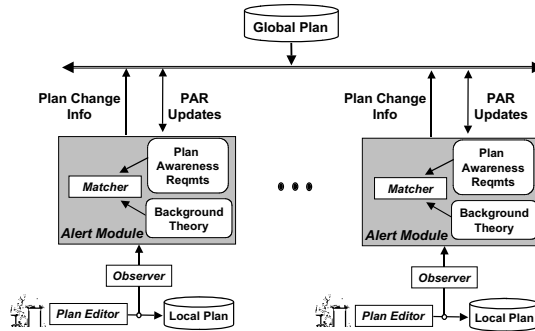 Global Plan
Plan Change
Info
PAR
Updates
Plan
Awareness
Reqmts
Matcher
Background
Theory
Alert Module
Observer
Plan Editor
Local Plan
Plan Change
Info
PAR
Updates
Plan
Awareness
Reqmts
Matcher
Background
Theory
Alert Module
Observer
Plan Editor
Local Plan